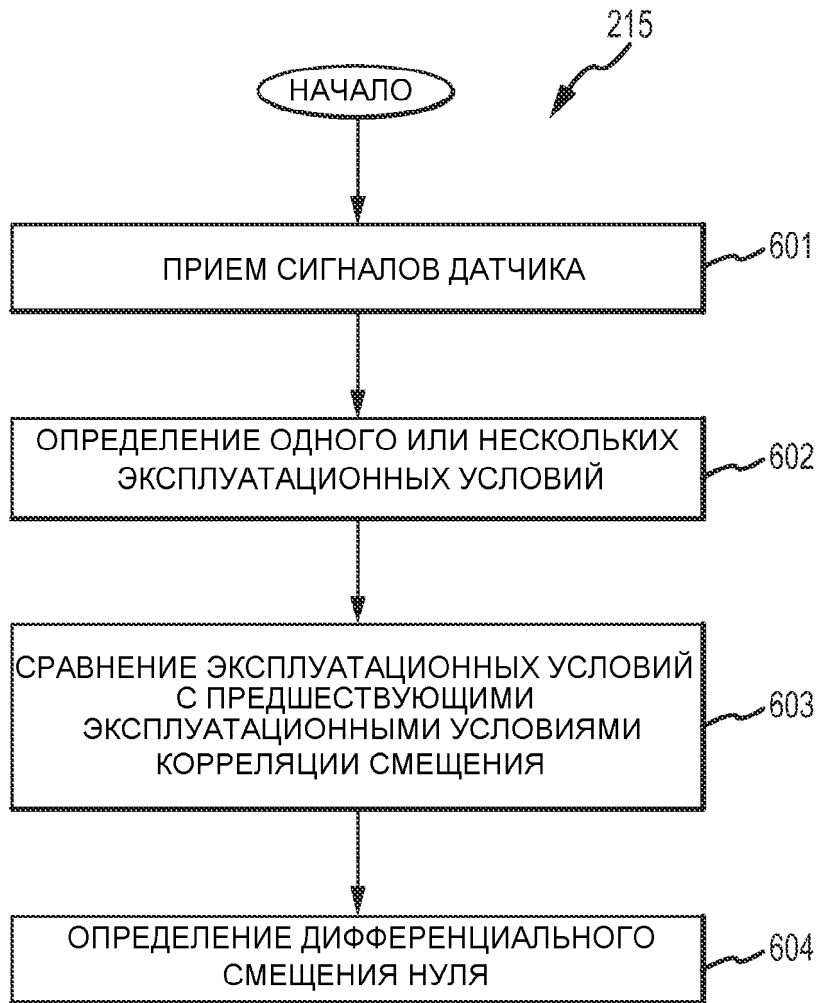 215
НАЧАЛО
ПРИЕМ СИГНАЛОВ ДАТЧИКА
601
ОПРЕДЕЛЕНИЕ ОДНОГО ИЛИ НЕСКОЛЬКИХ
ЭКСПЛУАТАЦИОННЫХ УСЛОВИЙ
602
СРАВНЕНИЕ ЭКСПЛУАТАЦИОННЫХ УСЛОВИЙ
С ПРЕДШЕСТВУЮЩИМИ
ЭКСПЛУАТАЦИОННЫМИ УСЛОВИЯМИ
КОРРЕЛЯЦИИ СМЕЩЕНИЯ
603
ОПРЕДЕЛЕНИЕ ДИФФЕРЕНЦИАЛЬНОГО
СМЕЩЕНИЯ НУЛЯ
604